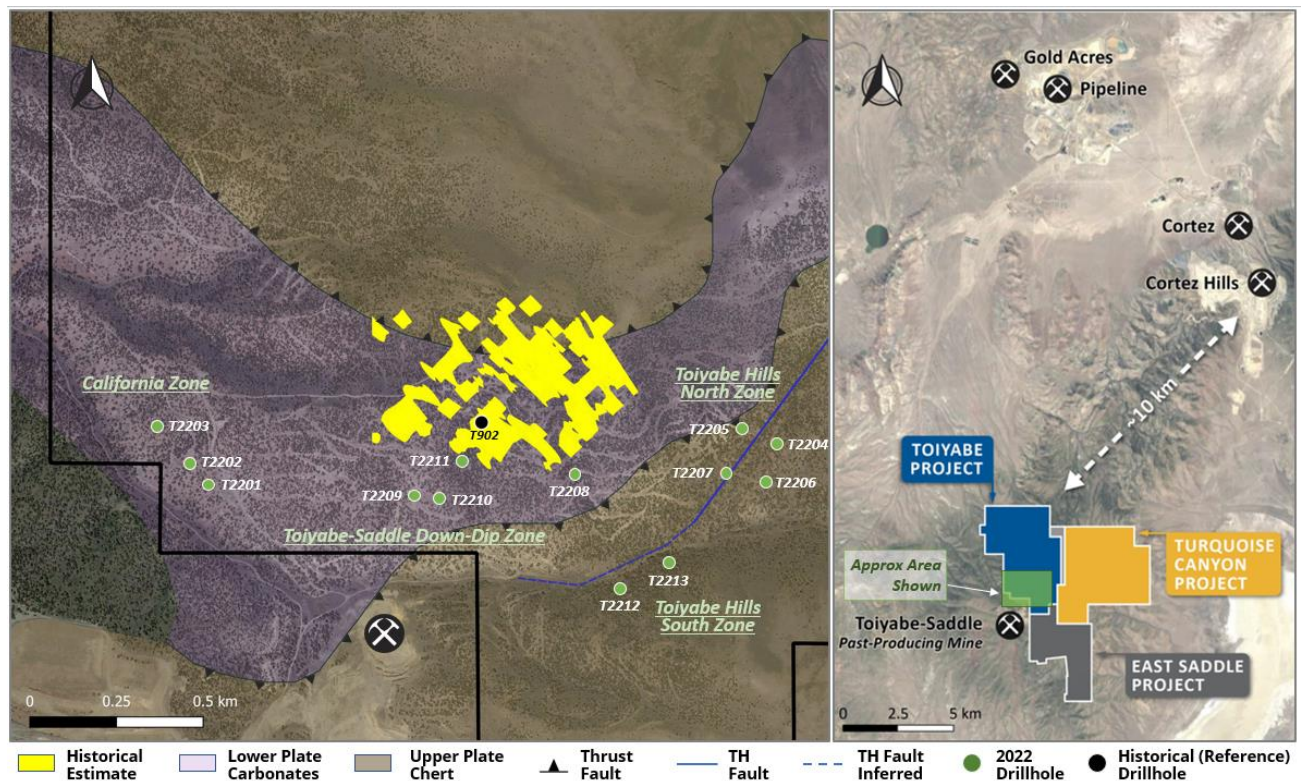 California Zone
T2203
T2202
T2201
T902
T2211
T2209
T2210
T2208
Toiyabe-Saddle Down-Dip Zone
Toiyabe Hills
North Zone
T2205
T2204
T2207
T2206
T2213
T2212
Toiyabe Hills
South Zone
0 0.25 0.5 km
Gold Acres
Pipeline
Cortez
Cortez Hills
~10 km
TOIYABE
PROJECT
TURQUOISE
CANYON
PROJECT
Approx Area
Shown
Toiyabe-Saddle
Past-Producing Mine
EAST SADDLE
PROJECT
0 2.5 5 km
Historical
Estimate
Lower Plate
Carbonates
Upper Plate
Chert
Thrust
Fault
TH
Fault
TH Fault
Inferred
2022
Drillhole
Historical (Reference)
Drillhole